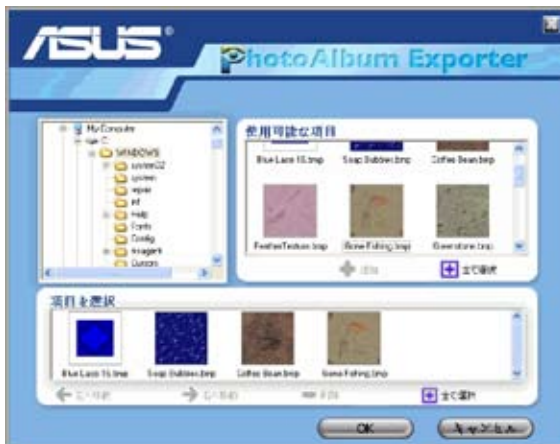 ASUS
PhotoAlbum Exporter
My Computer
C:
WINDOWS
system32
system
repair
inf
Help
Fonts
Config
msagent
Cursors
使用可能な項目
Blue Lace 16.bmp
Soap Bubbles.bmp
Coffee Bean.bmp
FeatherTexture.bmp
Gone Fishing.bmp
Greenstone.bmp
全て選択
項目を選択
Blue Lace 16.bmp
Soap Bubbles.bmp
Coffee Bean.bmp
Gone Fishing.bmp
全て選択
OK
キャンセル